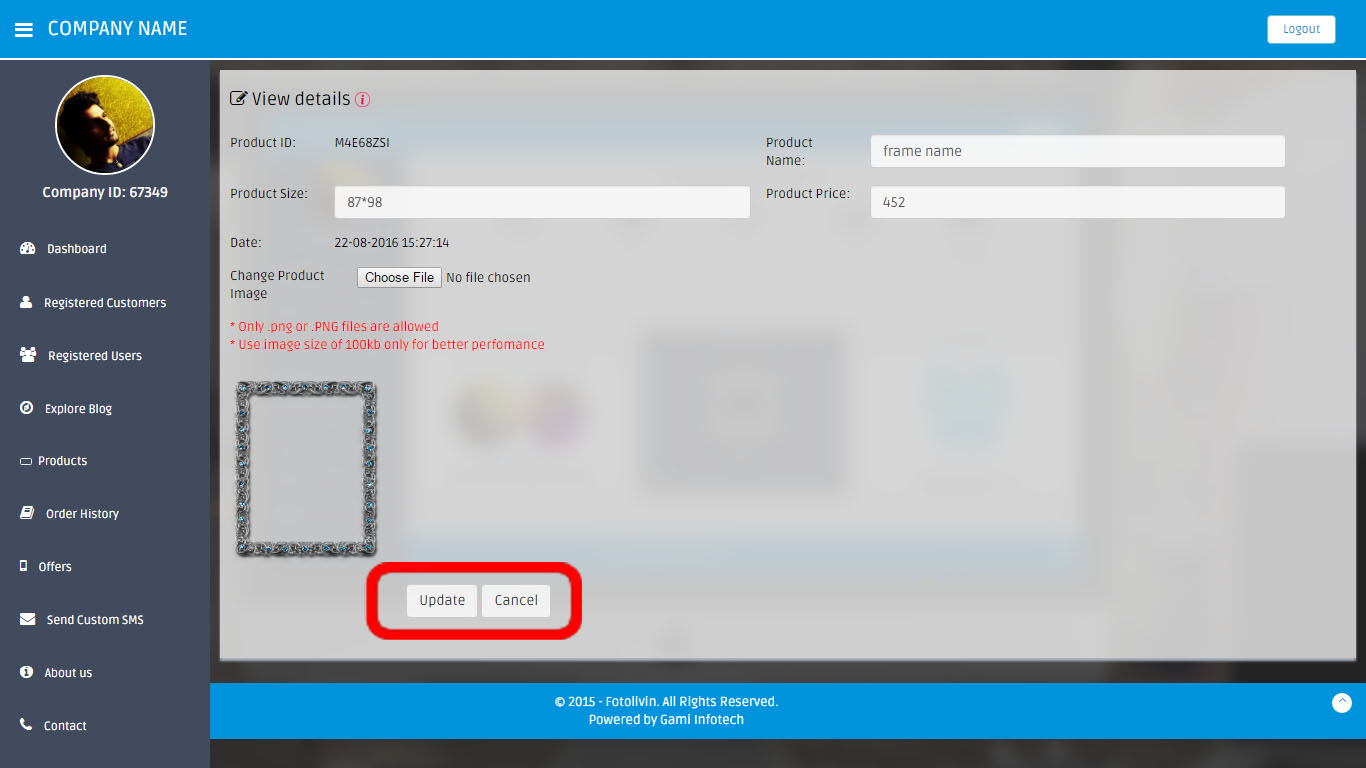 COMPANY NAME
Logout
Company ID: 67349
Dashboard
Registered Customers
Registered Users
Explore Blog
Products
Order History
Offers
Send Custom SMS
About us
Contact
View details
Product ID: M4E68ZSI
Product Name: frame name
Product Size: 87*98
Product Price: 452
Date: 22-08-2016 15:27:14
Change Product Image Choose File No file chosen
* Only .png or .PNG files are allowed
* Use image size of 100kb only for better perfomance
Update Cancel
© 2015 - Fotolivin. All Rights Reserved.
Powered by Gami Infotech